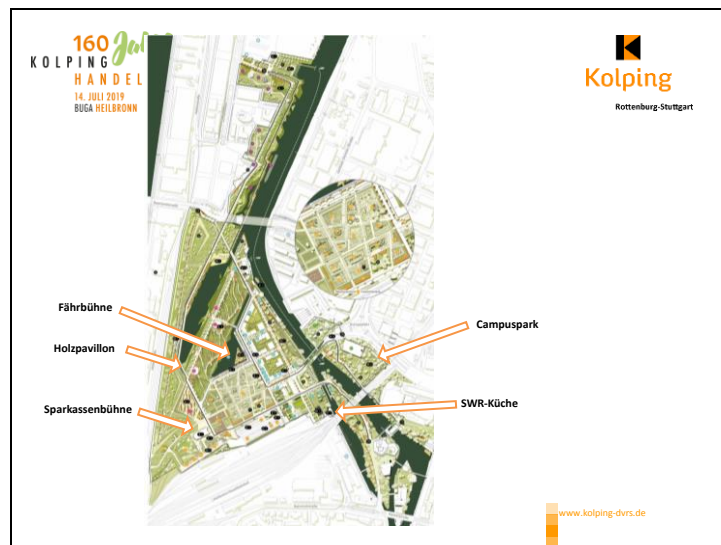 160 Jahre
KOLPING
HANDEL
14. JULI 2019
BUGA HEILBRONN
Kolping
Rottenburg-Stuttgart
Fährbühne
Holzpavillon
Sparkassenbühne
Campuspark
SWR-Küche
www.kolping-dvrs.de